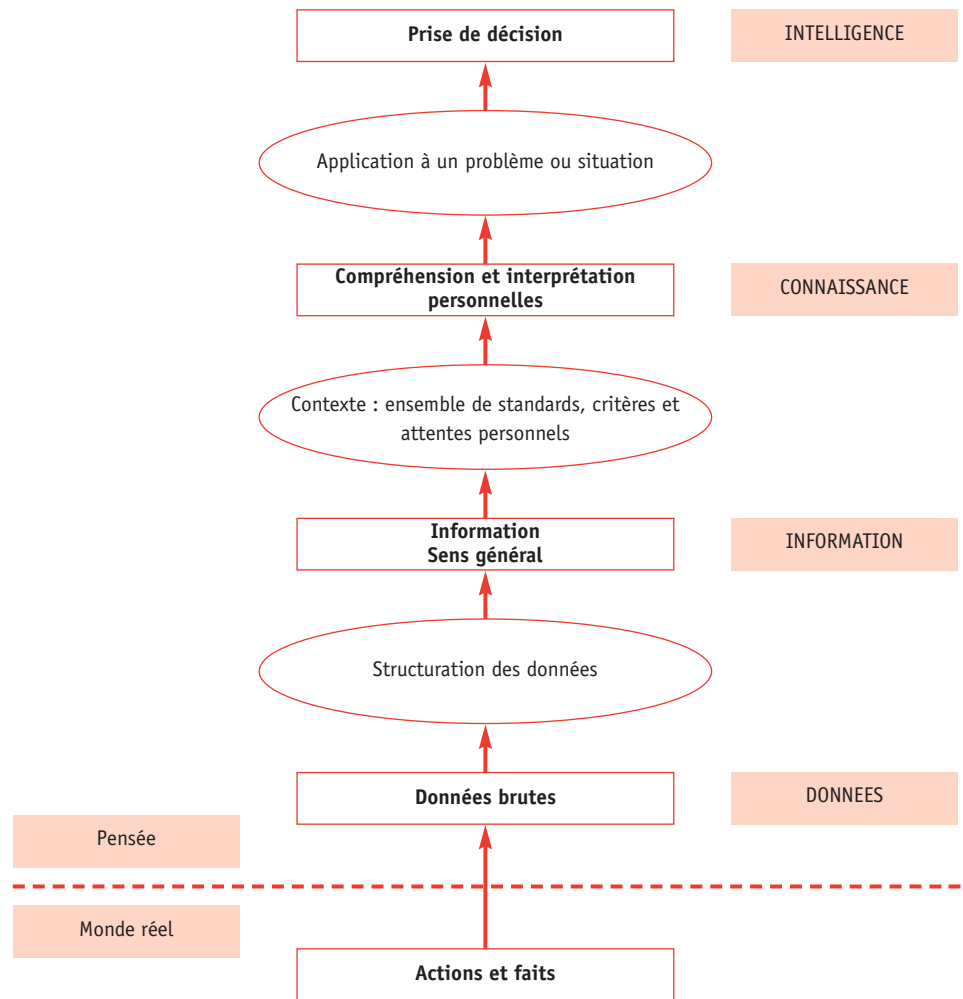 Prise de décision
INTELLIGENCE
Application à un problème ou situation
Compréhension et interprétation
personnelles
CONNAISSANCE
Contexte : ensemble de standards, critères et
attentes personnels
Information
Sens général
INFORMATION
Structuration des données
Données brutes
DONNEES
Pensée
Monde réel
Actions et faits